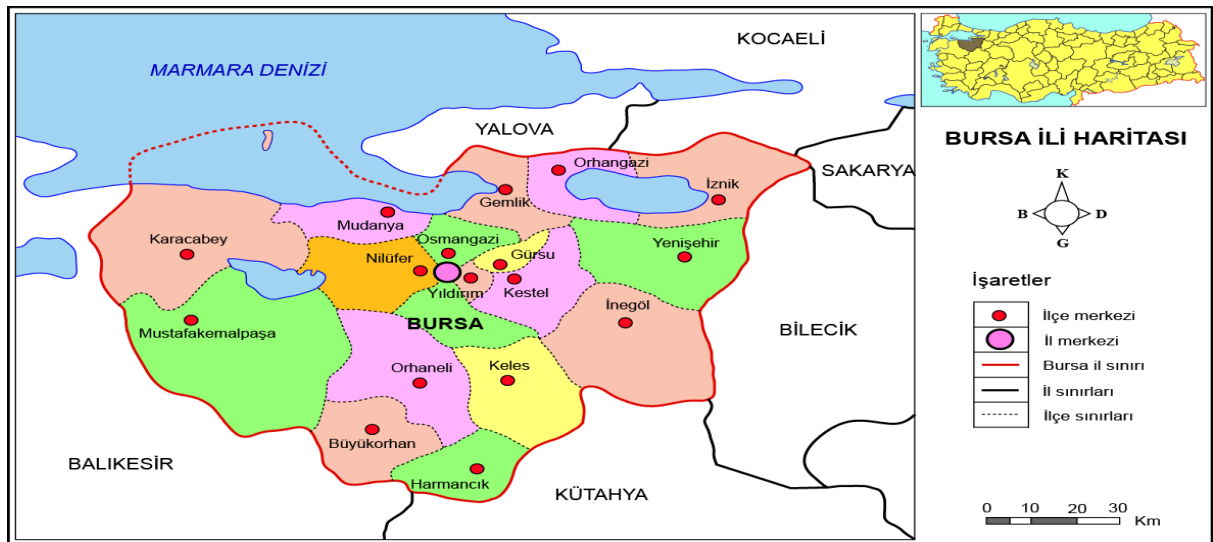 KOCAELİ
MARMARA DENİZİ
YALOVA
Orhangazi
SAKARYA
İznik
Gemlik
Mudanya
Karacabey
Osmangazi
Yenişehir
Gürsu
Nilüfer
Yıldırım
Kestel
İnegöl
BURSA
Mustafakemalpaşa
BİLECİK
Orhaneli
Keles
Büyükorhan
BALIKESİR
Harmancık
KÜTAHYA
BURSA İLİ HARİTASI
K
B D
G
İşaretler
İlçe merkezi
İl merkezi
Bursa il sınırı
İl sınırları
İlçe sınırları
0 10 20 30
Km